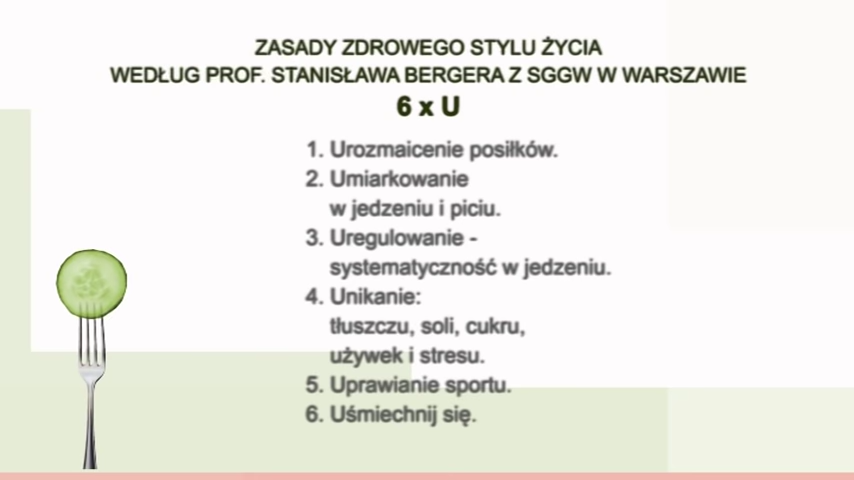 ZASADY ZDROWEGO STYLU ŻYCIA
WEDŁUG PROF. STANISŁAWA BERGERA Z SGGW W WARSZAWIE
6 x U
1. Urozmaicenie posiłków.
2. Umiarkowanie
w jedzeniu i piciu.
3. Uregulowanie -
systematyczność w jedzeniu.
4. Unikanie:
tłuszczu, soli, cukru,
używek i stresu.
5. Uprawianie sportu.
6. Uśmiechnij się.